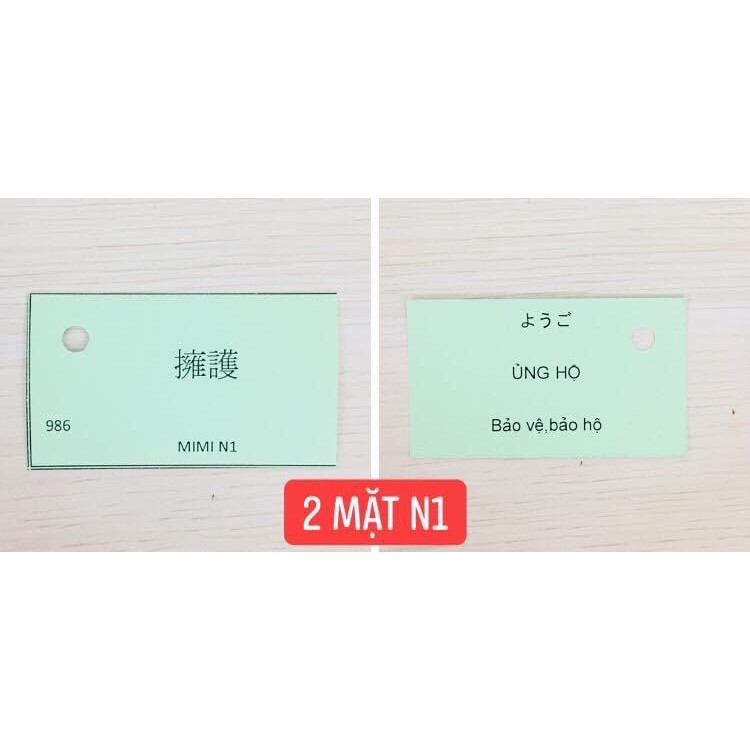 擁護
986
MIMI N1
ようご
ỦNG HỘ
Bảo vệ,bảo hộ
2 MẶT N1